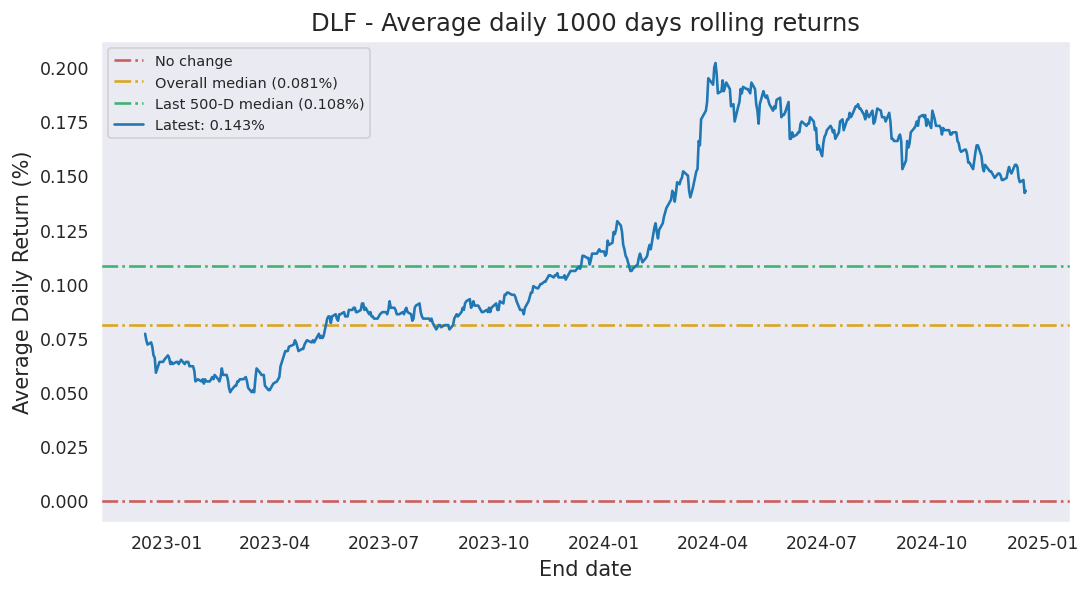 DLF - Average daily 1000 days rolling returns
No change
Overall median (0.081%)
Last 500-D median (0.108%)
Latest: 0.143%
Average Daily Return (%)
0.200
0.175
0.150
0.125
0.100
0.075
0.050
0.025
0.000
2023-01 2023-04 2023-07 2023-10 2024-01 2024-04 2024-07 2024-10 2025-01
End date